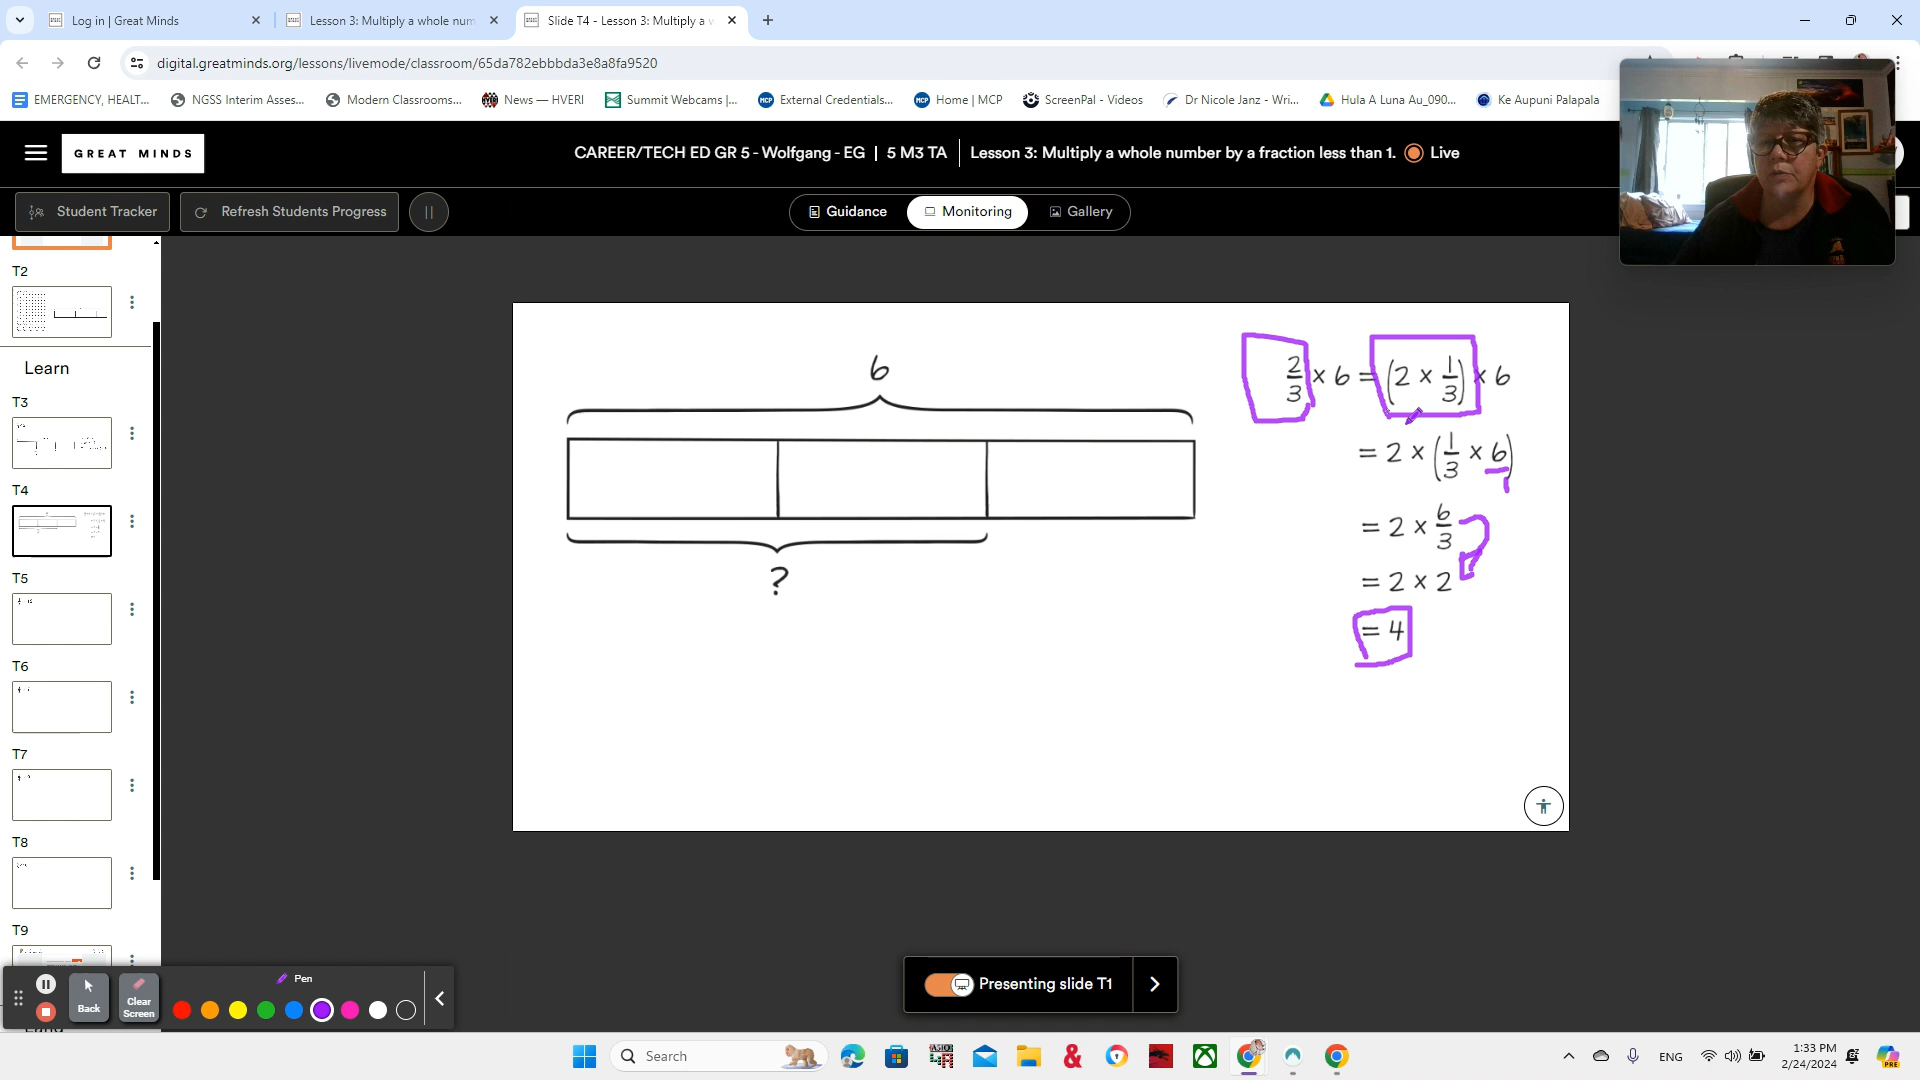 Log in | Great Minds
Lesson 3: Multiply a whole num
Slide T4 - Lesson 3: Multiply a w
digital.greatminds.org/lessons/livemode/classroom/65da782ebbbda3e8a8fa9520
EMERGENCY, HEALT...
NGSS Interim Asses...
Modern Classrooms...
News — HVERI
Summit Webcams |...
External Credentials...
Home | MCP
ScreenPal - Videos
Dr Nicole Janz - Wri...
Hula A Luna Au_090...
Ke Aupuni Palapala
GREAT MINDS
CAREER/TECH ED GR 5 - Wolfgang - EG | 5 M3 TA
Lesson 3: Multiply a whole number by a fraction less than 1.
Live
Student Tracker
Refresh Students Progress
Guidance
Monitoring
Gallery
T2
Learn
T3
T4
T5
T6
T7
T8
T9
6
?
2/3 × 6 = (2 × 1/3) × 6
= 2 × (1/3 × 6)
= 2 × 6/3
= 2 × 2
= 4
Presenting slide T1
Pen
Back
Clear
Screen
Search
ENG
1:33 PM
2/24/2024